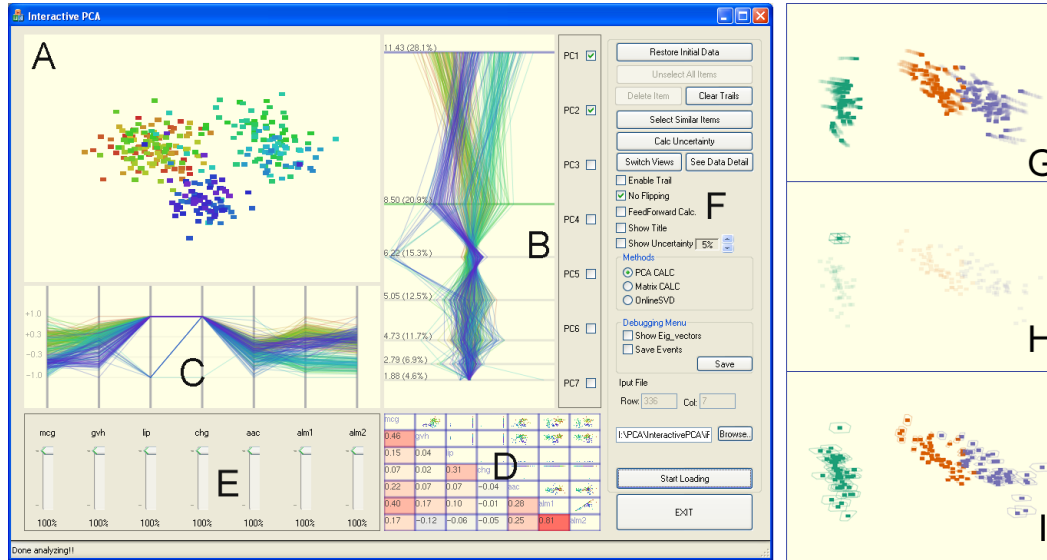 Interactive PCA
A
11.43 (28.1%)
8.50 (20.9%)
6.22 (15.3%)
5.05 (12.5%)
4.73 (11.7%)
2.79 (6.9%)
1.88 (4.6%)
B
PC1
PC2
PC3
PC4
PC5
PC6
PC7
+1.0
+0.3
-0.3
-1.0
C
mcg gvh lip chg aac alm1 alm2
E
100% 100% 100% 100% 100% 100% 100%
mcg
0.46 gvh
0.15 0.04 lip
0.07 0.02 0.31 chg
0.22 0.07 0.07 -0.04 aac
0.40 0.17 0.10 -0.01 0.28 alm1
0.17 -0.12 -0.06 -0.05 0.25 0.81 alm2
D
Restore Initial Data
Unselect All Items
Delete Item Clear Trails
Select Similar Items
Calc Uncertainty
Switch Views See Data Detail
Enable Trail
No Flipping
FeedForward Calc.
Show Title
Show Uncertainty 5%
F
Methods
PCA CALC
Matrix CALC
OnlineSVD
Debugging Menu
Show Eig_vectors
Save Events
Save
Iput File
Row: 336 Col: 7
I:\PCA\InteractivePCA\iF Browse..
Start Loading
EXIT
Done analyzing!!
G
H
I